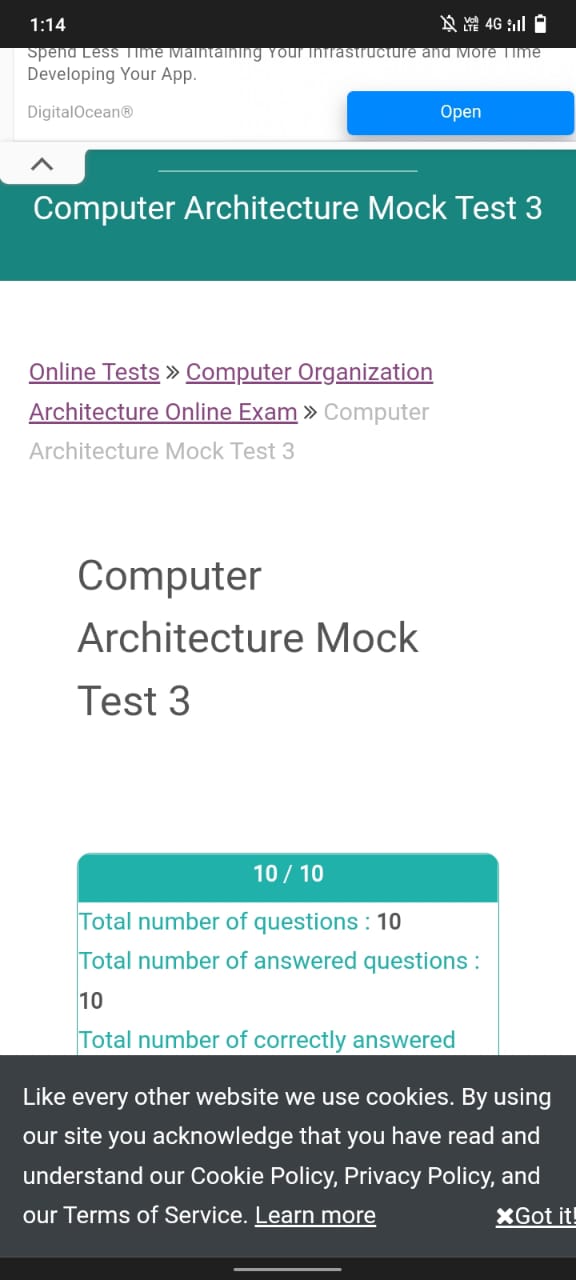 1:14
Vo) LTE 4G
Spend Less Time Maintaining Your Infrastructure and More Time
Developing Your App.
DigitalOcean®
Open
Computer Architecture Mock Test 3
Online Tests » Computer Organization
Architecture Online Exam » Computer
Architecture Mock Test 3
Computer
Architecture Mock
Test 3
10 / 10
Total number of questions : 10
Total number of answered questions :
10
Total number of correctly answered
Like every other website we use cookies. By using
our site you acknowledge that you have read and
understand our Cookie Policy, Privacy Policy, and
our Terms of Service. Learn more
✖Got it!